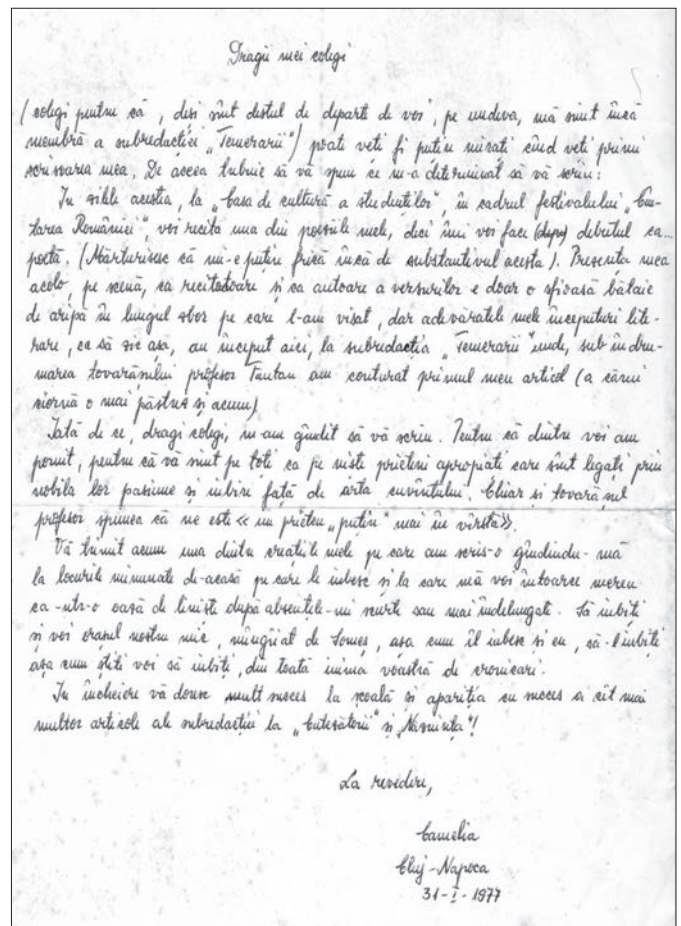 Dragii mei colegi
(colegi pentru că, deși sînt destul de departe de voi, pe undeva, mă simt încă
membră a subredacției „Temerarii") poate veți fi puțin mirați cînd veți primi
scrisoarea mea. De aceea trebuie să vă spun ce m-a determinat să vă scriu:
In zilele acestea, la „Casa de cultură a studenților", în cadrul festivalului „Cîn-
tarea României", voi recita una din poeziile mele, deci îmi voi face (după) debutul ca...
poetă. (Mărturisesc că mi-e puțin frică încă de substantivul acesta). Prezența mea
acolo, pe scenă, ca recitatoare și ca autoare a versurilor e doar o sfioasă bătaie
de aripă în lungul zbor pe care l-am visat, dar adevăratele mele începuturi lite-
rare, ca să zic așa, au început aici, la subredacția „Temerarii" unde, sub îndru-
marea tovarășului profesor Tăutan am conturat primul meu articol (a cărui
ciornă o mai păstrez și acum)
Iată de ce, dragi colegi, m-am gîndit să vă scriu. Pentru că dintre voi am
pornit, pentru că vă simt pe toți ca pe niște prieteni apropiați care sînt legați prin
nobila lor pasiune și iubire față de arta cuvîntului. Chiar și tovarășul
profesor spunea că ne este << un prieten „puțin" mai în vîrstă>>.
Vă trimit acum una dintre creațiile mele pe care am scris-o gîndindu-mă
la locurile minunate de-acasă pe care le iubesc și la care mă voi întoarce mereu
ca-ntr-o oază de liniște după absențele-mi scurte sau mai îndelungate. Să iubiți
și voi orașul nostru mic, mîngîiat de Someș, așa cum îl iubesc și eu, să-l iubiți
așa cum știți voi să iubiți, din toată inima voastră de cronicari.
In încheiere vă doresc mult succes la școală și apariția cu succes a cît mai
multor articole ale subredacției la „Cutezătorii" și „Năsăud"!
La revedere,
Camelia
Cluj-Napoca
31-I-1977